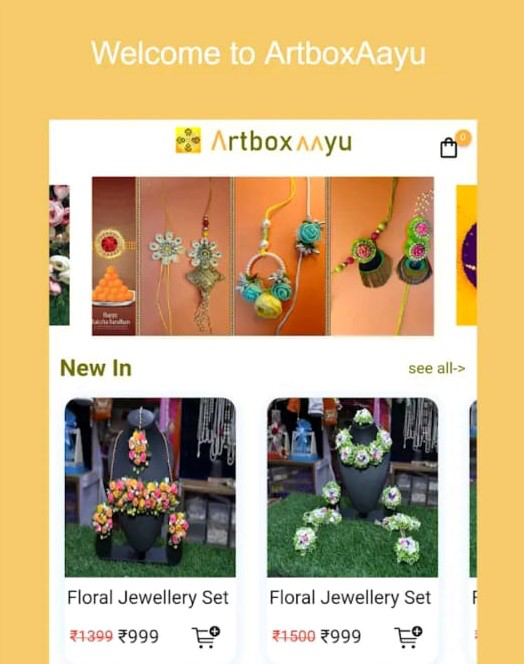 Welcome to ArtboxAayu
Artbox AAyu
0
Happy
Raksha Bandhan
New In
see all->
Floral Jewellery Set
Floral Jewellery Set
₹1399 ₹999
₹1500 ₹999